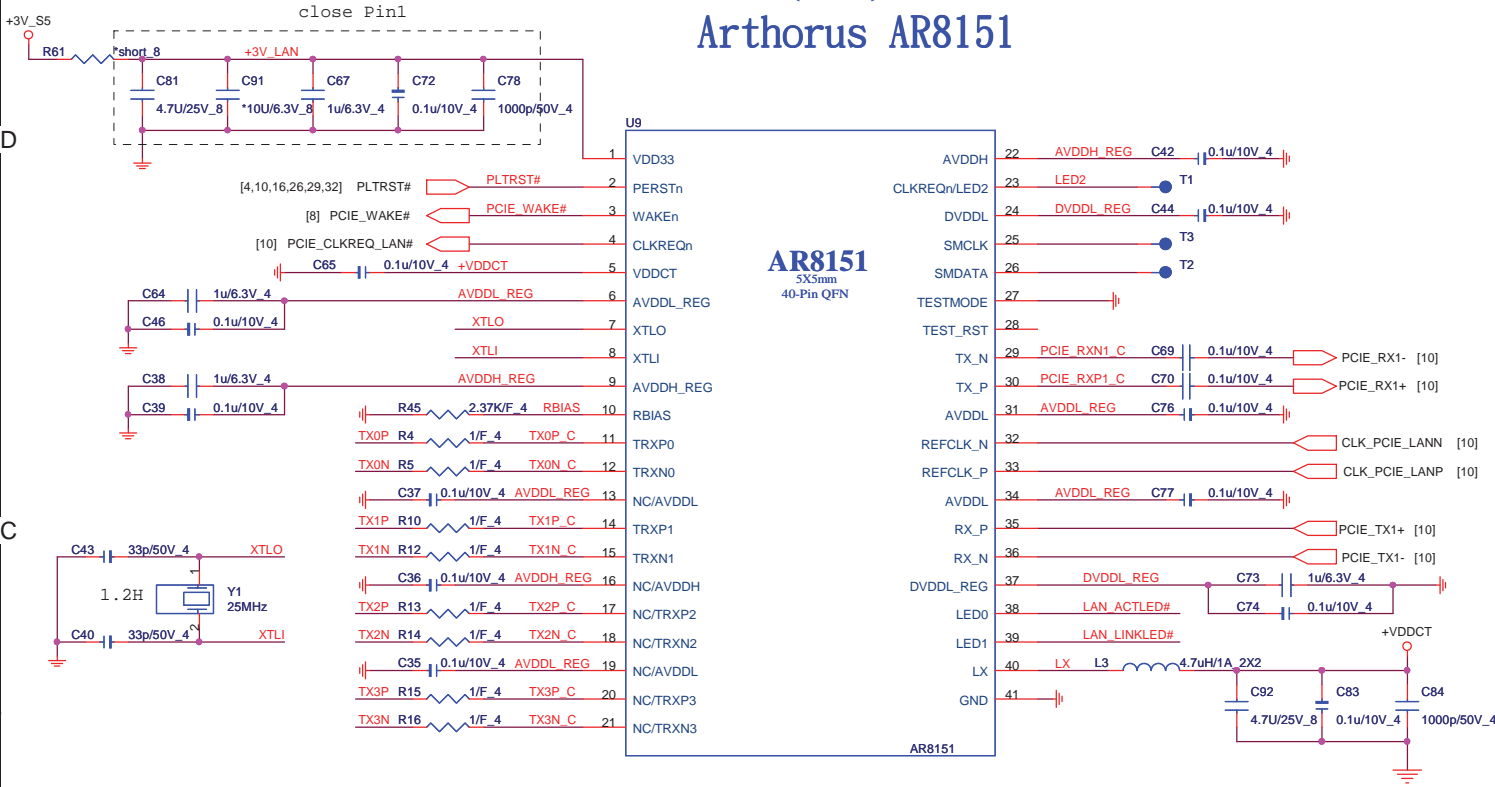 Arthorus AR8151
close Pin1
+3V_S5
R61 *short_8 +3V_LAN
C81 C91 C67 C72 C78
4.7U/25V_8 *10U/6.3V_8 1u/6.3V_4 0.1u/10V_4 1000p/50V_4
D
C
U9
AR8151
5X5mm
40-Pin QFN
1 VDD33
[4,10,16,26,29,32] PLTRST# PLTRST# 2 PERSTn
[8] PCIE_WAKE# PCIE_WAKE# 3 WAKEn
[10] PCIE_CLKREQ_LAN# 4 CLKREQn
C65 0.1u/10V_4 +VDDCT 5 VDDCT
C64 1u/6.3V_4 AVDDL_REG 6 AVDDL_REG
C46 0.1u/10V_4
XTLO 7 XTLO
XTLI 8 XTLI
C38 1u/6.3V_4 AVDDH_REG 9 AVDDH_REG
C39 0.1u/10V_4
R45 2.37K/F_4 RBIAS 10 RBIAS
TX0P R4 1/F_4 TX0P_C 11 TRXP0
TX0N R5 1/F_4 TX0N_C 12 TRXN0
C37 0.1u/10V_4 AVDDL_REG 13 NC/AVDDL
TX1P R10 1/F_4 TX1P_C 14 TRXP1
TX1N R12 1/F_4 TX1N_C 15 TRXN1
C36 0.1u/10V_4 AVDDH_REG 16 NC/AVDDH
TX2P R13 1/F_4 TX2P_C 17 NC/TRXP2
TX2N R14 1/F_4 TX2N_C 18 NC/TRXN2
C35 0.1u/10V_4 AVDDL_REG 19 NC/AVDDL
TX3P R15 1/F_4 TX3P_C 20 NC/TRXP3
TX3N R16 1/F_4 TX3N_C 21 NC/TRXN3
C43 33p/50V_4 XTLO
1
1.2H
Y1
25MHz
2
C40 33p/50V_4 XTLI
AVDDH 22 AVDDH_REG C42 0.1u/10V_4
CLKREQn/LED2 23 LED2 T1
DVDDL 24 DVDDL_REG C44 0.1u/10V_4
SMCLK 25 T3
SMDATA 26 T2
TESTMODE 27
TEST_RST 28
TX_N 29 PCIE_RXN1_C C69 0.1u/10V_4 PCIE_RX1- [10]
TX_P 30 PCIE_RXP1_C C70 0.1u/10V_4 PCIE_RX1+ [10]
AVDDL 31 AVDDL_REG C76 0.1u/10V_4
REFCLK_N 32 CLK_PCIE_LANN [10]
REFCLK_P 33 CLK_PCIE_LANP [10]
AVDDL 34 AVDDL_REG C77 0.1u/10V_4
RX_P 35 PCIE_TX1+ [10]
RX_N 36 PCIE_TX1- [10]
DVDDL_REG 37 DVDDL_REG C73 1u/6.3V_4
LED0 38 LAN_ACTLED# C74 0.1u/10V_4
LED1 39 LAN_LINKLED# +VDDCT
LX 40 LX L3 4.7uH/1A_2X2
GND 41
C92 C83 C84
4.7U/25V_8 0.1u/10V_4 1000p/50V_4
AR8151